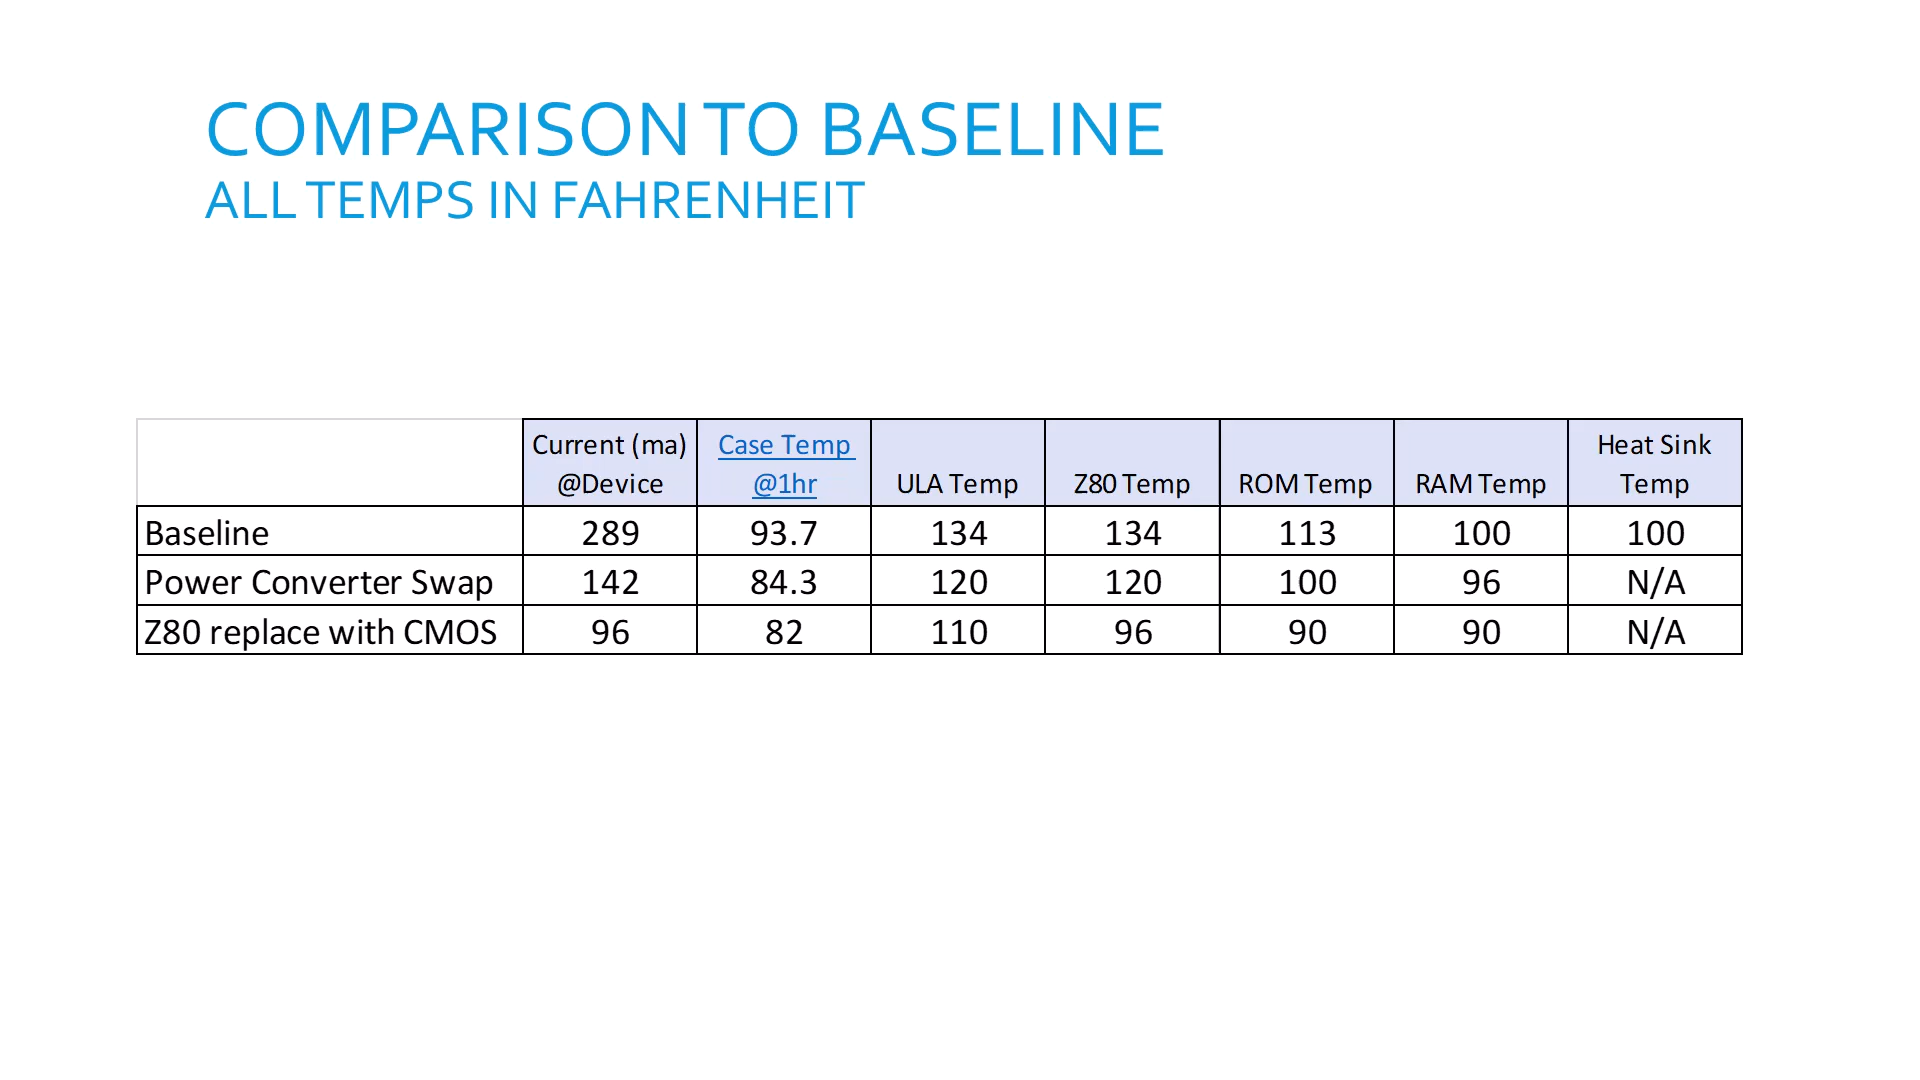 COMPARISON TO BASELINE
ALL TEMPS IN FAHRENHEIT
Current (ma) @Device Case Temp @1hr ULA Temp Z80 Temp ROM Temp RAM Temp Heat Sink Temp
Baseline 289 93.7 134 134 113 100 100
Power Converter Swap 142 84.3 120 120 100 96 N/A
Z80 replace with CMOS 96 82 110 96 90 90 N/A